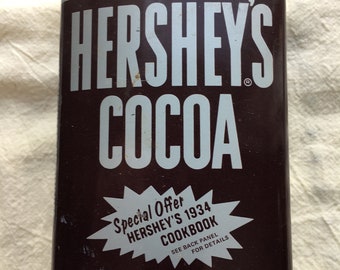 HERSHEY'S®
COCOA
Special Offer
HERSHEY'S 1934
COOKBOOK
SEE BACK PANEL
FOR DETAILS